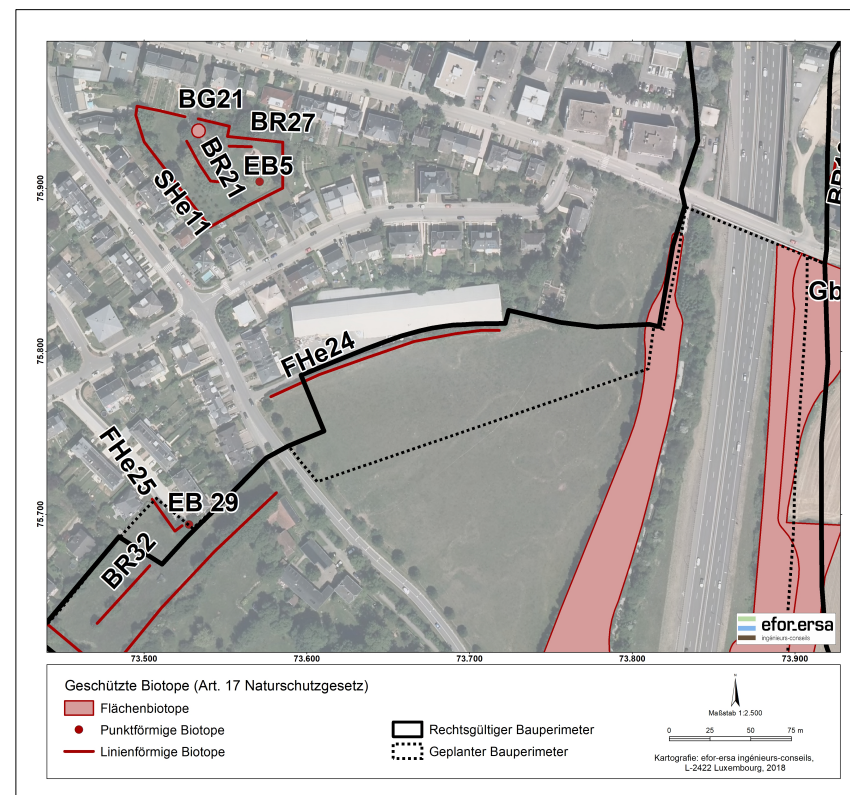 BG21
BR27
BR21
EB5
SHe11
FHe24
FHe25
EB 29
BR32
Gb
75.900
75.800
75.700
73.500
73.600
73.700
73.800
73.900
efor_ersa
ingénieurs-conseils
Geschützte Biotope (Art. 17 Naturschutzgesetz)
Flächenbiotope
Punktförmige Biotope
Linienförmige Biotope
Rechtsgültiger Bauperimeter
Geplanter Bauperimeter
Maßstab 1:2.500
0 25 50 75 m
Kartografie: efor-ersa ingénieurs-conseils,
L-2422 Luxembourg, 2018